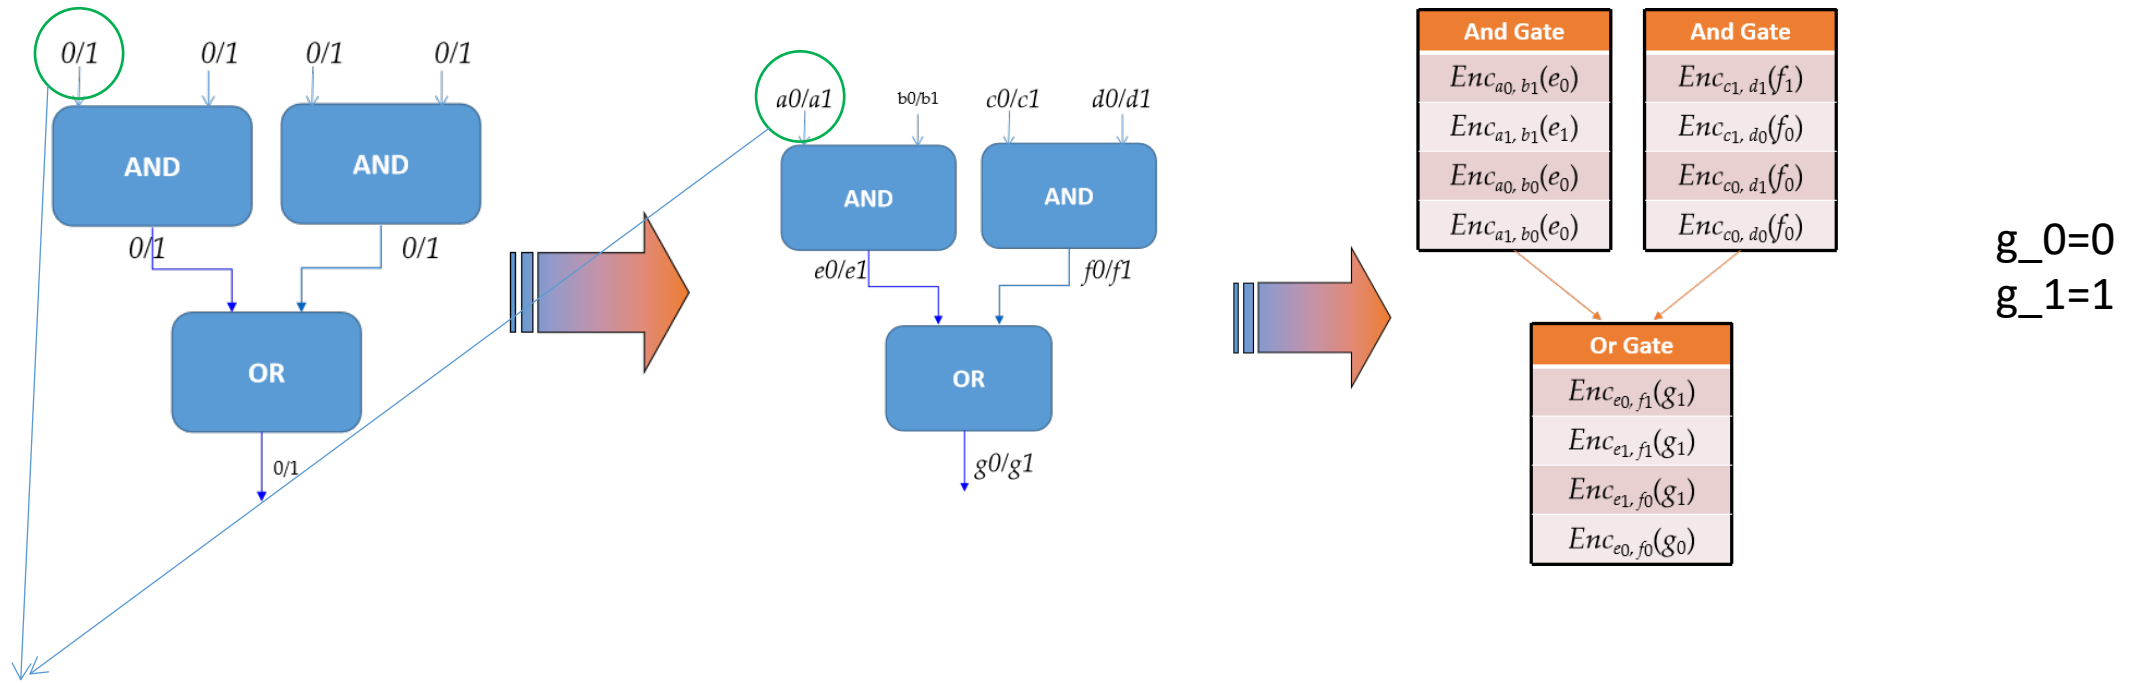 0/1
0/1
0/1
0/1
AND
AND
0/1
0/1
OR
0/1
a0/a1
b0/b1
c0/c1
d0/d1
AND
AND
e0/e1
f0/f1
OR
g0/g1
And Gate
Enc_{a0, b1}(e_0)
Enc_{a1, b1}(e_1)
Enc_{a0, b0}(e_0)
Enc_{a1, b0}(e_0)
And Gate
Enc_{c1, d1}(f_1)
Enc_{c1, d0}(f_0)
Enc_{c0, d1}(f_0)
Enc_{c0, d0}(f_0)
Or Gate
Enc_{e0, f1}(g_1)
Enc_{e1, f1}(g_1)
Enc_{e1, f0}(g_1)
Enc_{e0, f0}(g_0)
g_0=0
g_1=1